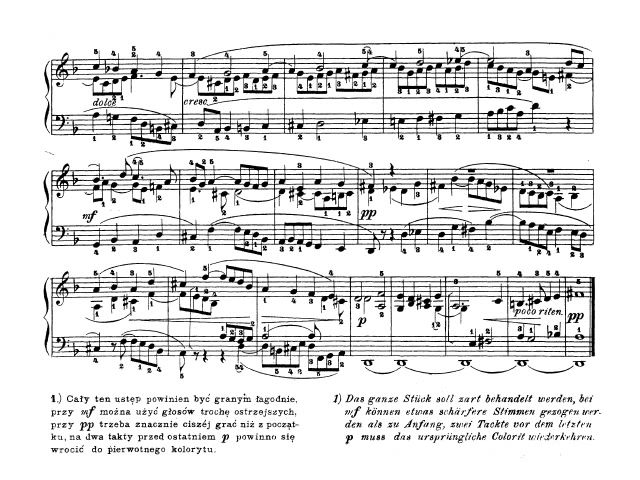 dolce
cresc.
mf
pp
p
poco riten.
pp
1.) Cały ten ustęp powinien być granym łagodnie,
przy mf można użyć głosów trochę ostrzejszych,
przy pp trzeba znacznie ciszéj grać niż z począt-
ku, na dwa takty przed ostatniem p powinno się
wrocić do pierwotnego kolorytu.
1) Das ganze Stück soll zart behandelt werden, bei
mf können etwas schärfere Stimmen gezogen wer-
den als zu Anfang, zwei Tackte vor dem letzten
p muss das ursprüngliche Colorit wiederkehren.